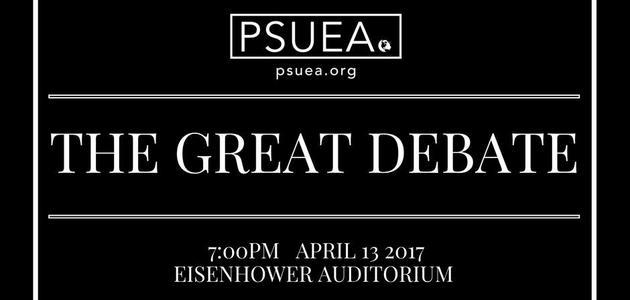 PSUEA
psuea.org
THE GREAT DEBATE
7:00PM APRIL 13 2017
EISENHOWER AUDITORIUM